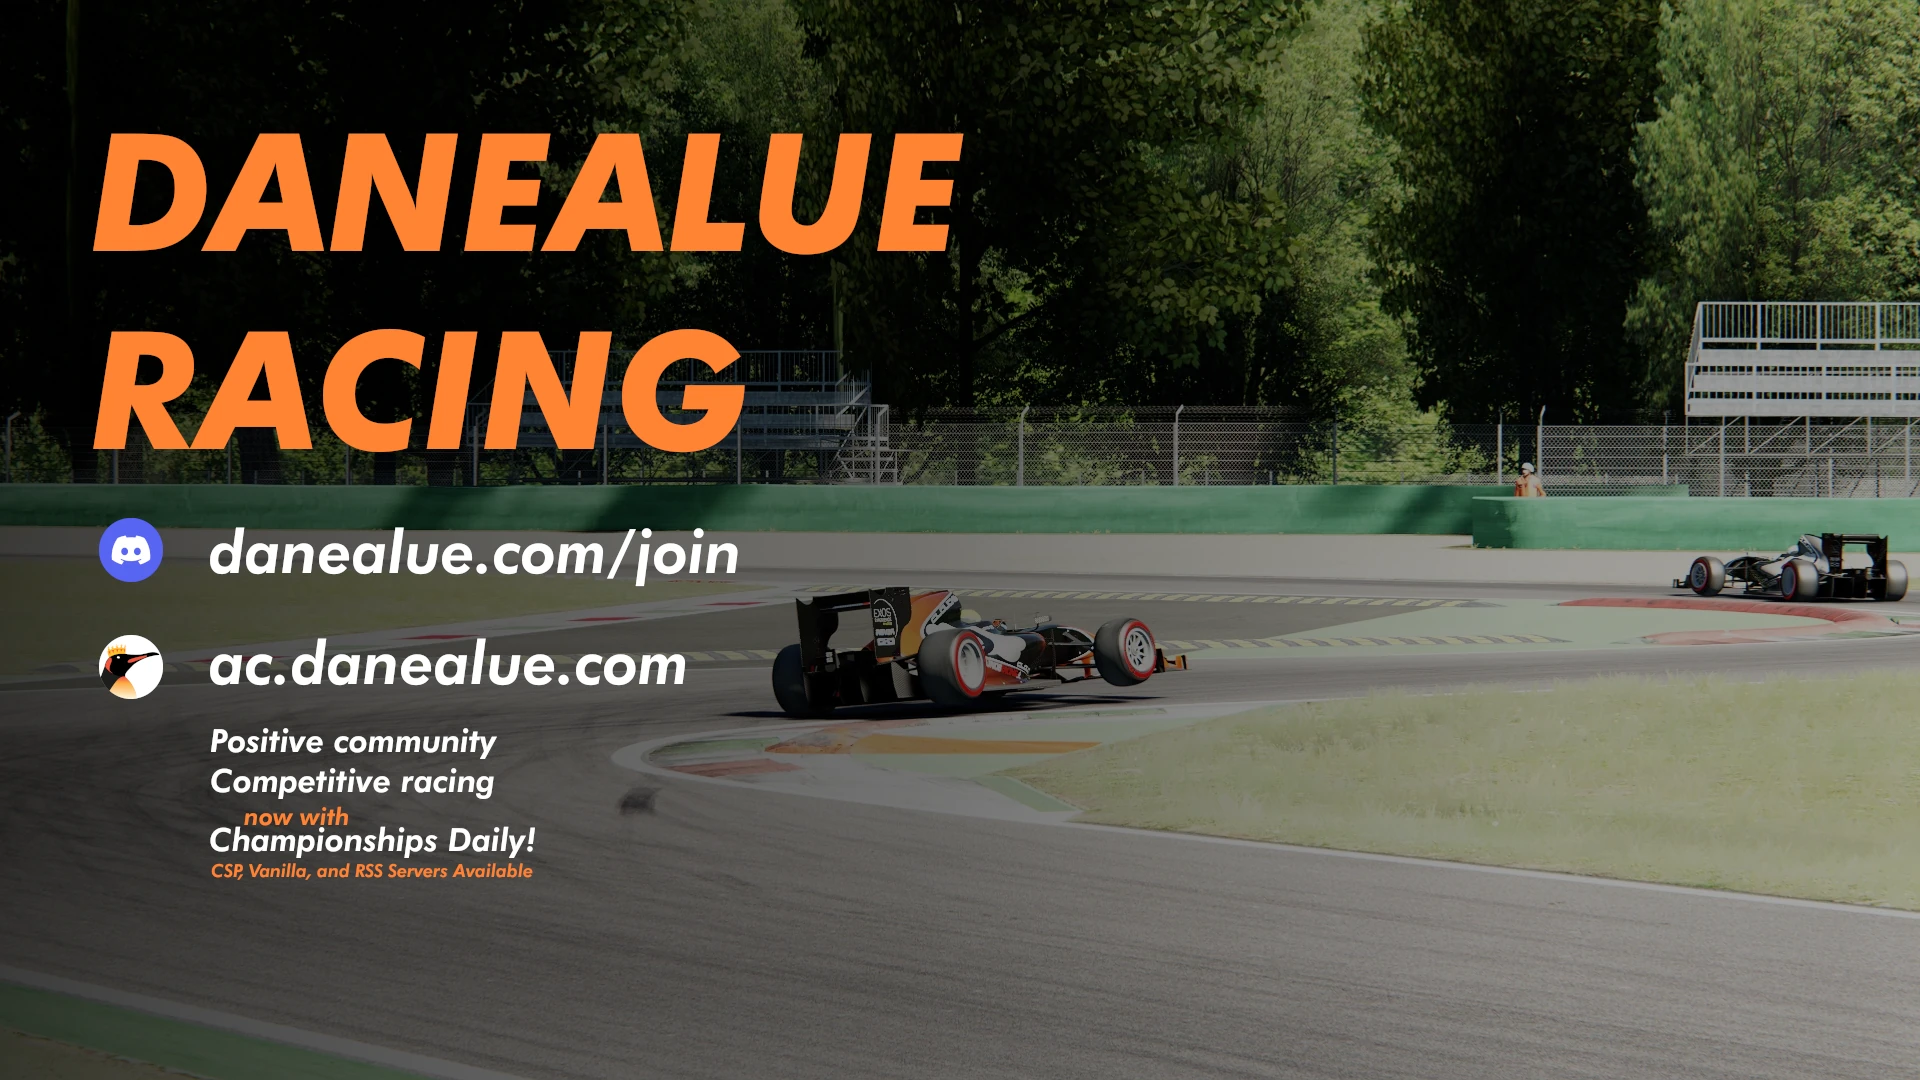 DANEALUE
RACING
danealue.com/join
ac.danealue.com
Positive community
Competitive racing
now with
Championships Daily!
CSP, Vanilla, and RSS Servers Available
EXOS